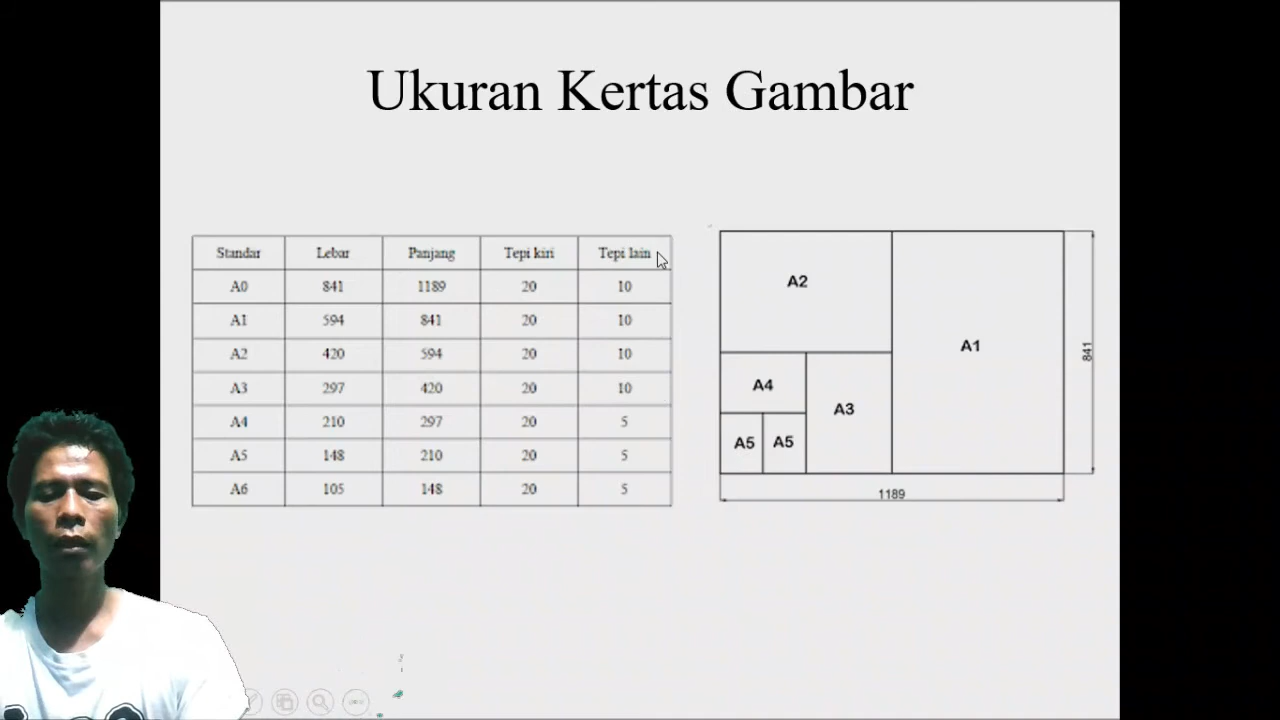 Ukuran Kertas Gambar
Standar Lebar Panjang Tepi kiri Tepi lain
A0 841 1189 20 10
A1 594 841 20 10
A2 420 594 20 10
A3 297 420 20 10
A4 210 297 20 5
A5 148 210 20 5
A6 105 148 20 5
A2
A1
A4
A3
A5 A5
841
1189